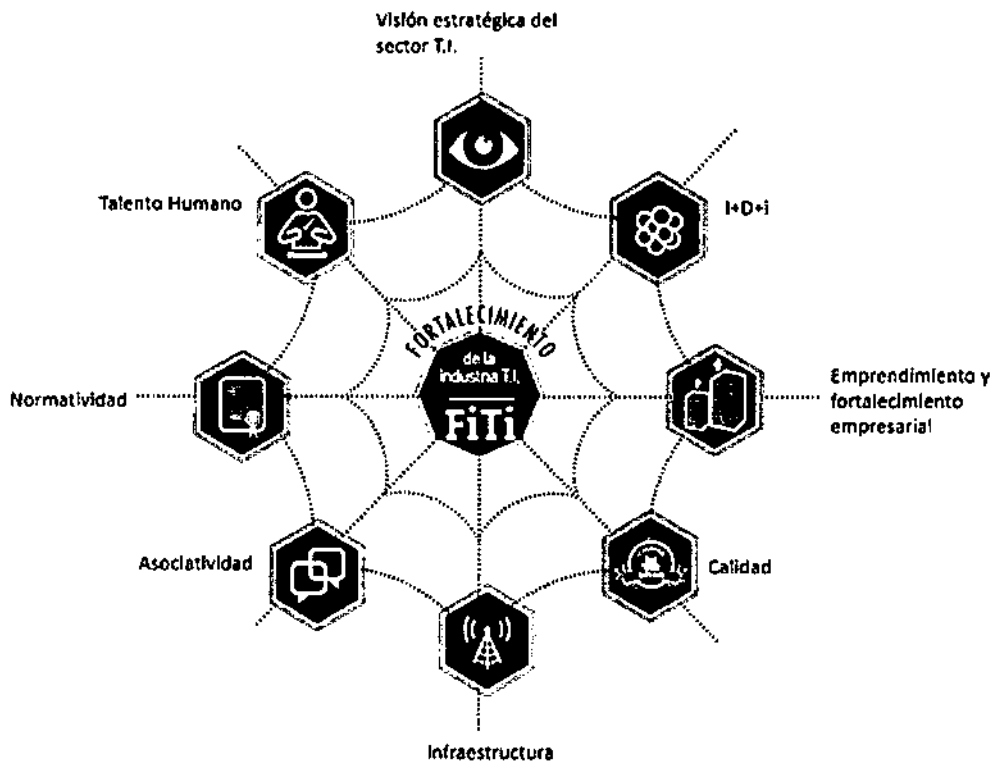 Visión estratégica del
sector T.I.
Talento Humano
I+D+i
FORTALECIMIENTO
de la
industria T.I.
FiTi
Normatividad
Emprendimiento y
fortalecimiento
empresarial
Asociatividad
Calidad
Infraestructura